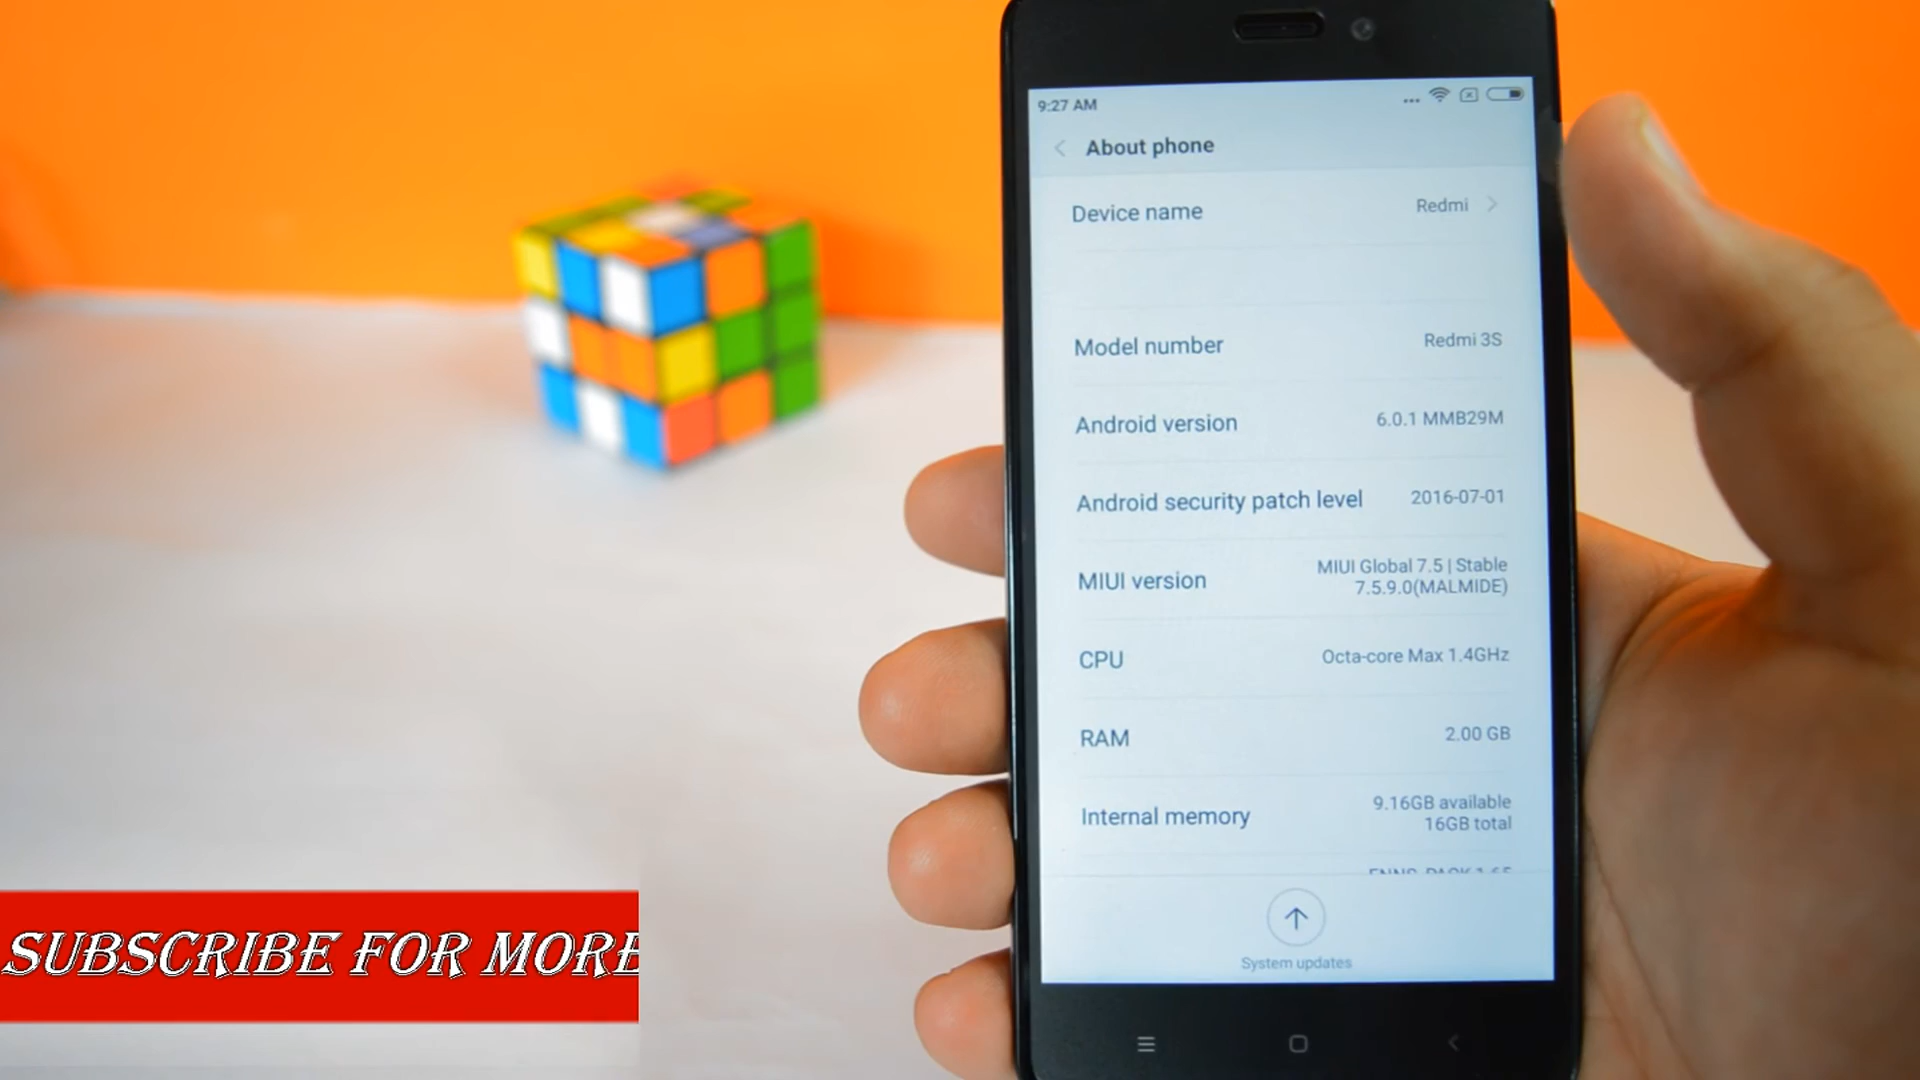 9:27 AM
About phone
Device name Redmi
Model number Redmi 3S
Android version 6.0.1 MMB29M
Android security patch level 2016-07-01
MIUI version MIUI Global 7.5 | Stable
7.5.9.0(MALMIDE)
CPU Octa-core Max 1.4GHz
RAM 2.00 GB
Internal memory 9.16GB available
16GB total
System updates
SUBSCRIBE FOR MORE